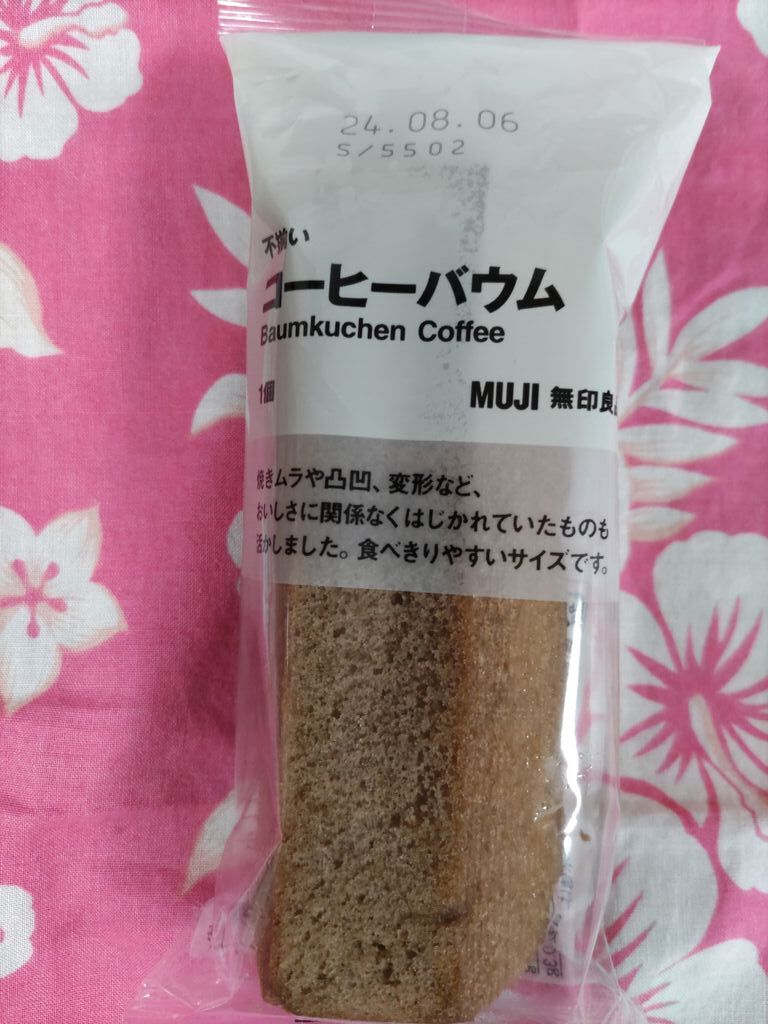 24.08.06
S/5502
不揃い
コーヒーバウム
Baumkuchen Coffee
1個
MUJI 無印良品
焼きムラや凸凹、変形など、
おいしさに関係なくはじかれていたものも
活かしました。食べきりやすいサイズです。